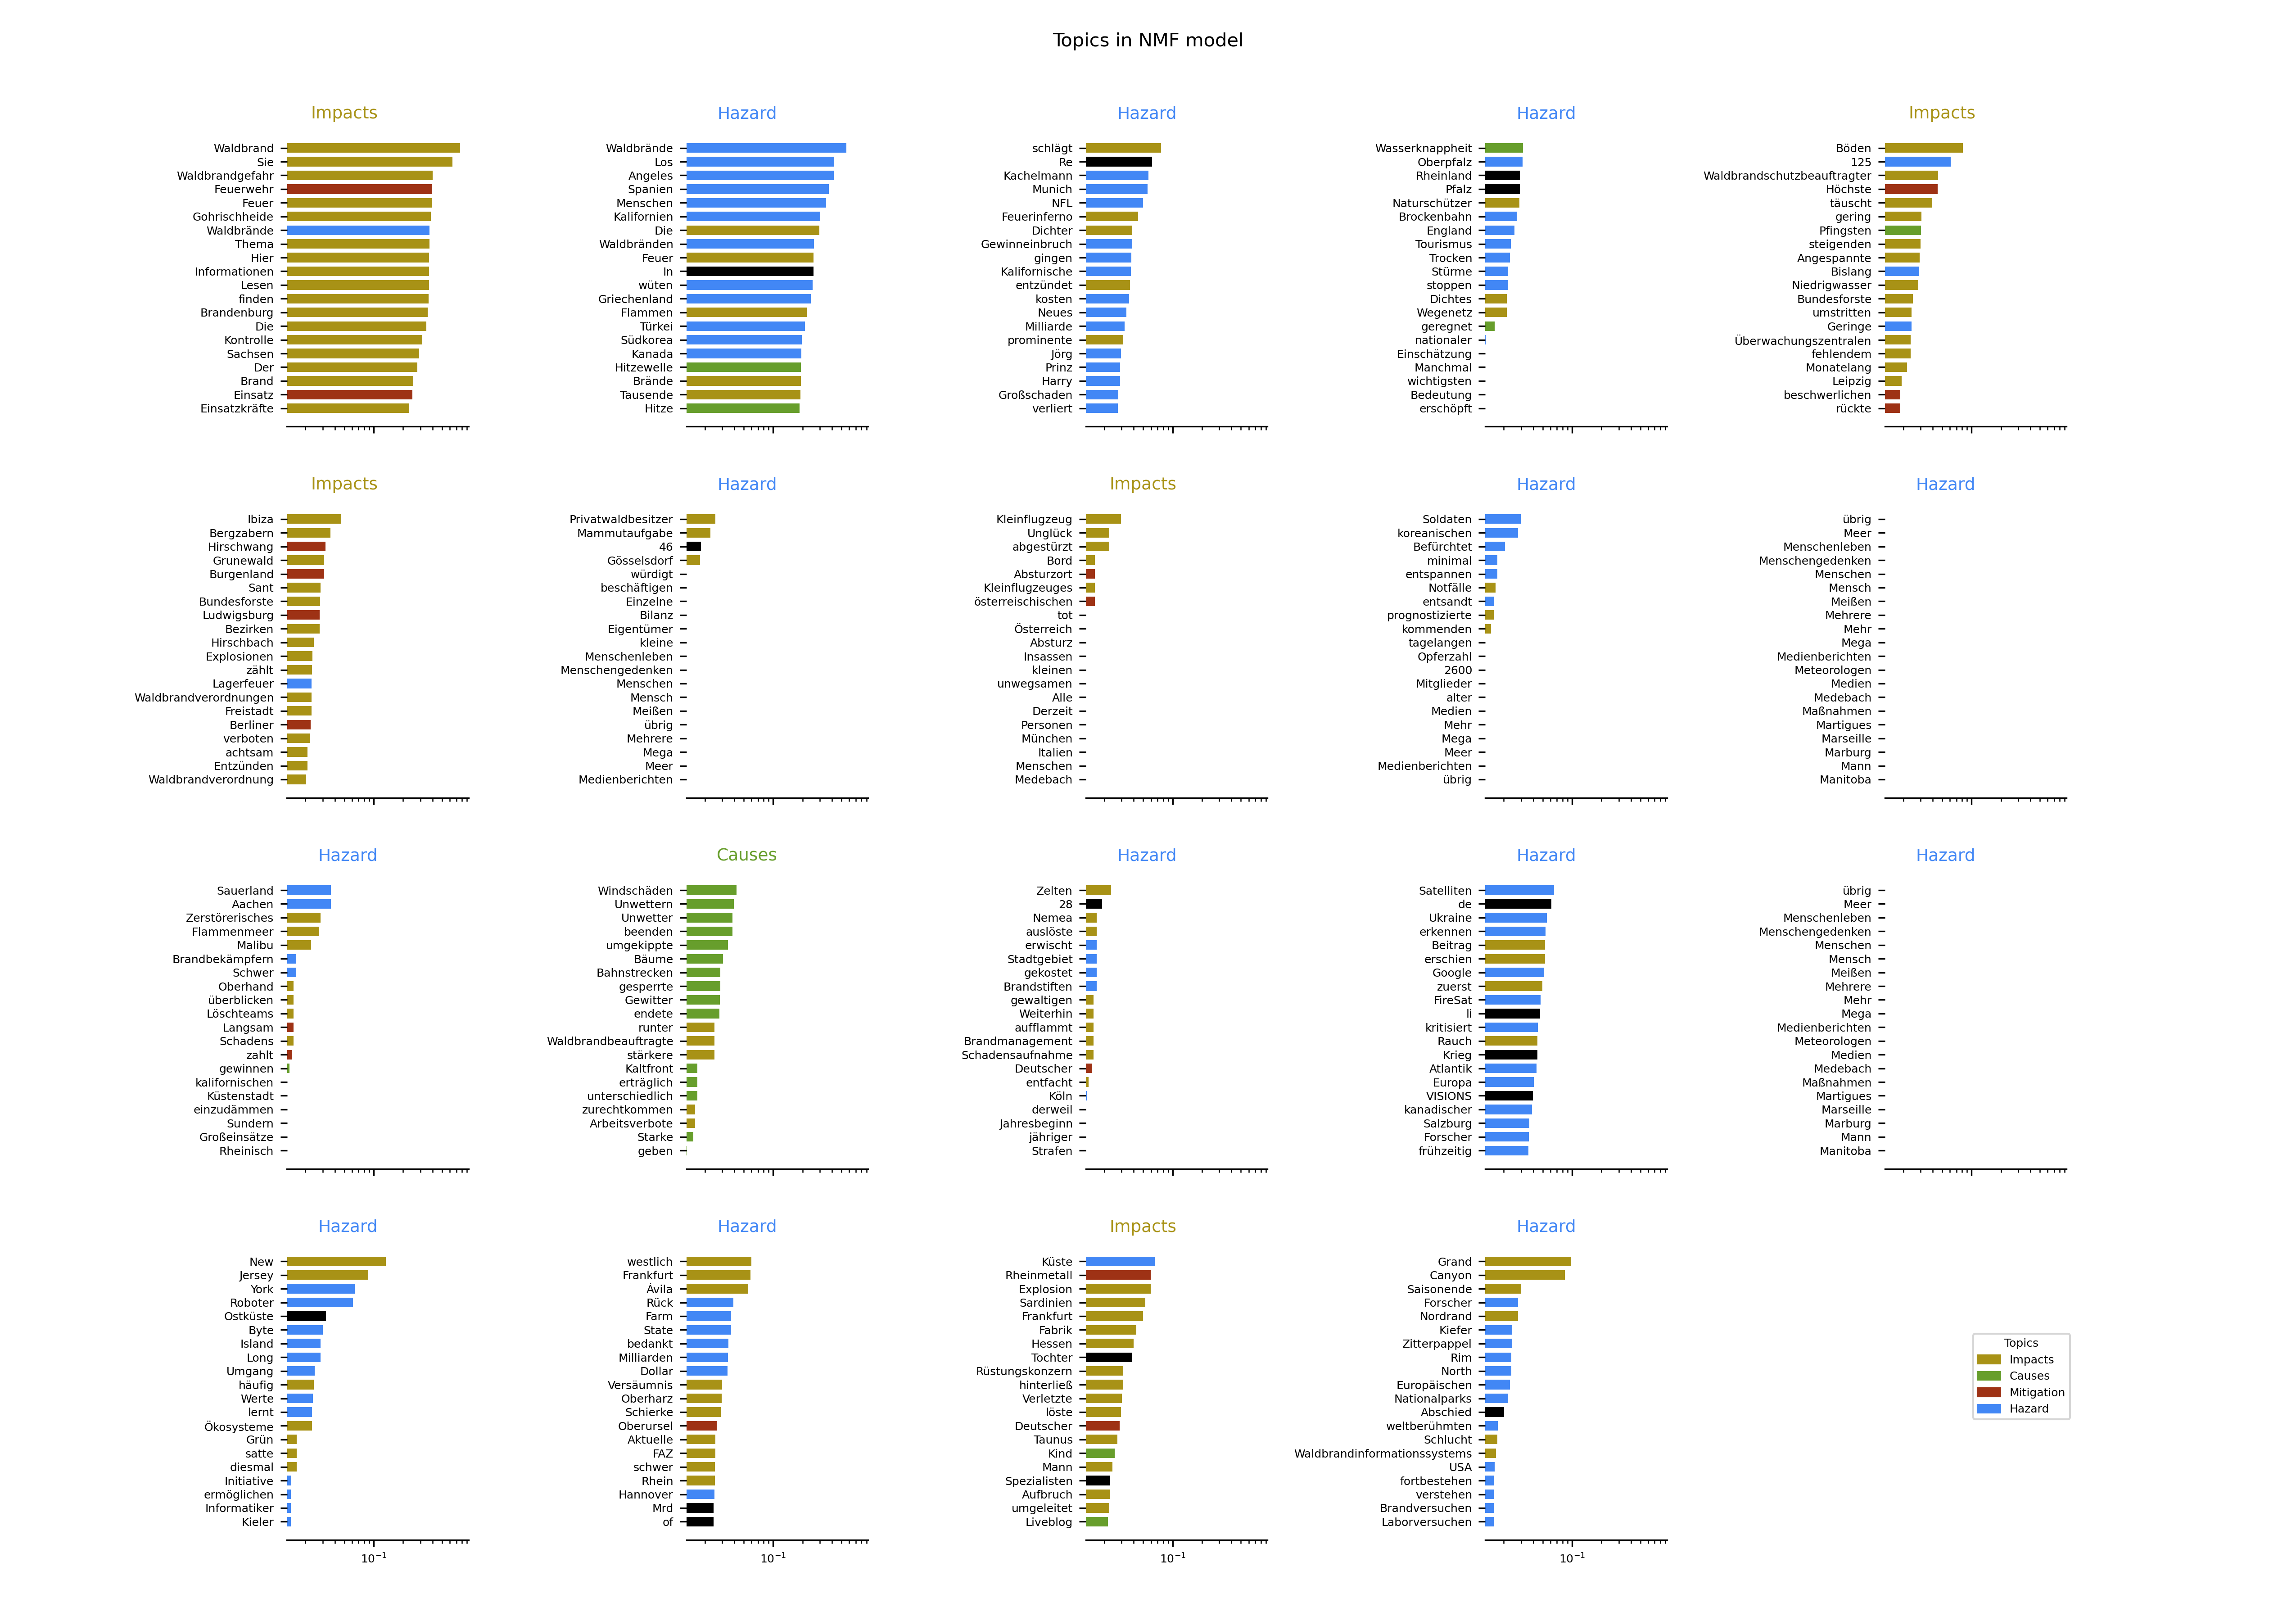 Topics in NMF model
Impacts
Waldbrand
Sie
Waldbrandgefahr
Feuerwehr
Feuer
Gohrischheide
Waldbrände
Thema
Hier
Informationen
Lesen
finden
Brandenburg
Die
Kontrolle
Sachsen
Der
Brand
Einsatz
Einsatzkräfte
Hazard
Waldbrände
Los
Angeles
Spanien
Menschen
Kalifornien
Die
Waldbränden
Feuer
In
wüten
Griechenland
Flammen
Türkei
Südkorea
Kanada
Hitzewelle
Brände
Tausende
Hitze
Hazard
schlägt
Re
Kachelmann
Munich
NFL
Feuerinferno
Dichter
Gewinneinbruch
gingen
Kalifornische
entzündet
kosten
Neues
Milliarde
prominente
Jörg
Prinz
Harry
Großschaden
verliert
Hazard
Wasserknappheit
Oberpfalz
Rheinland
Pfalz
Naturschützer
Brockenbahn
England
Tourismus
Trocken
Stürme
stoppen
Dichtes
Wegenetz
geregnet
nationaler
Einschätzung
Manchmal
wichtigsten
Bedeutung
erschöpft
Impacts
Böden
125
Waldbrandschutzbeauftragter
Höchste
täuscht
gering
Pfingsten
steigenden
Angespannte
Bislang
Niedrigwasser
Bundesforste
umstritten
Geringe
Überwachungszentralen
fehlendem
Monatelang
Leipzig
beschwerlichen
rückte
Impacts
Ibiza
Bergzabern
Hirschwang
Grunewald
Burgenland
Sant
Bundesforste
Ludwigsburg
Bezirken
Hirschbach
Explosionen
zählt
Lagerfeuer
Waldbrandverordnungen
Freistadt
Berliner
verboten
achtsam
Entzünden
Waldbrandverordnung
Hazard
Privatwaldbesitzer
Mammutaufgabe
46
Gösselsdorf
würdigt
beschäftigen
Einzelne
Bilanz
Eigentümer
kleine
Menschenleben
Menschengedenken
Menschen
Mensch
Meißen
übrig
Mehrere
Mega
Meer
Medienberichten
Impacts
Kleinflugzeug
Unglück
abgestürzt
Bord
Absturzort
Kleinflugzeuges
österreischischen
tot
Österreich
Absturz
Insassen
kleinen
unwegsamen
Alle
Derzeit
Personen
München
Italien
Menschen
Medebach
Hazard
Soldaten
koreanischen
Befürchtet
minimal
entspannen
Notfälle
entsandt
prognostizierte
kommenden
tagelangen
Opferzahl
2600
Mitglieder
alter
Medien
Mehr
Mega
Meer
Medienberichten
übrig
Hazard
übrig
Meer
Menschenleben
Menschengedenken
Menschen
Mensch
Meißen
Mehrere
Mehr
Mega
Medienberichten
Meteorologen
Medien
Medebach
Maßnahmen
Martigues
Marseille
Marburg
Mann
Manitoba
Hazard
Sauerland
Aachen
Zerstörerisches
Flammenmeer
Malibu
Brandbekämpfern
Schwer
Oberhand
überblicken
Löschteams
Langsam
Schadens
zahlt
gewinnen
kalifornischen
Küstenstadt
einzudämmen
Sundern
Großeinsätze
Rheinisch
Causes
Windschäden
Unwettern
Unwetter
beenden
umgekippte
Bäume
Bahnstrecken
gesperrte
Gewitter
endete
runter
Waldbrandbeauftragte
stärkere
Kaltfront
erträglich
unterschiedlich
zurechtkommen
Arbeitsverbote
Starke
geben
Hazard
Zelten
28
Nemea
auslöste
erwischt
Stadtgebiet
gekostet
Brandstiften
gewaltigen
Weiterhin
aufflammt
Brandmanagement
Schadensaufnahme
Deutscher
entfacht
Köln
derweil
Jahresbeginn
jähriger
Strafen
Hazard
Satelliten
de
Ukraine
erkennen
Beitrag
erschien
Google
zuerst
FireSat
li
kritisiert
Rauch
Krieg
Atlantik
Europa
VISIONS
kanadischer
Salzburg
Forscher
frühzeitig
Hazard
übrig
Meer
Menschenleben
Menschengedenken
Menschen
Mensch
Meißen
Mehrere
Mehr
Mega
Medienberichten
Meteorologen
Medien
Medebach
Maßnahmen
Martigues
Marseille
Marburg
Mann
Manitoba
Hazard
New
Jersey
York
Roboter
Ostküste
Byte
Island
Long
Umgang
häufig
Werte
lernt
Ökosysteme
Grün
satte
diesmal
Initiative
ermöglichen
Informatiker
Kieler
10⁻¹
Hazard
westlich
Frankfurt
Ávila
Rück
Farm
State
bedankt
Milliarden
Dollar
Versäumnis
Oberharz
Schierke
Oberursel
Aktuelle
FAZ
schwer
Rhein
Hannover
Mrd
of
10⁻¹
Impacts
Küste
Rheinmetall
Explosion
Sardinien
Frankfurt
Fabrik
Hessen
Tochter
Rüstungskonzern
hinterließ
Verletzte
löste
Deutscher
Taunus
Kind
Mann
Spezialisten
Aufbruch
umgeleitet
Liveblog
10⁻¹
Hazard
Grand
Canyon
Saisonende
Forscher
Nordrand
Kiefer
Zitterpappel
Rim
North
Europäischen
Nationalparks
Abschied
weltberühmten
Schlucht
Waldbrandinformationssystems
USA
fortbestehen
verstehen
Brandversuchen
Laborversuchen
10⁻¹
Topics
Impacts
Causes
Mitigation
Hazard